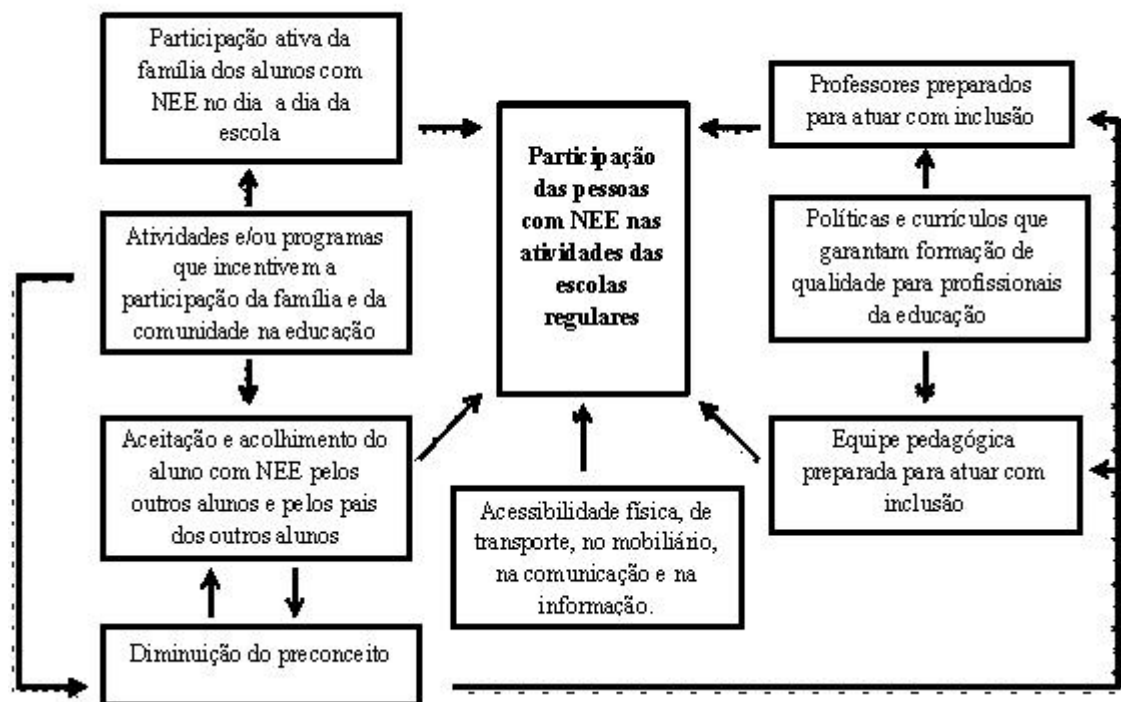 Participação ativa da
família dos alunos com
NEE no dia a dia da
escola
Atividades e/ou programas
que incentivem a
participação da família e da
comunidade na educação
Aceitação e acolhimento do
aluno com NEE pelos
outros alunos e pelos pais
dos outros alunos
Diminuição do preconceito
Participação
das pessoas
com NEE nas
atividades das
escolas
regulares
Acessibilidade física, de
transporte, no mobiliário,
na comunicação e na
informação.
Professores preparados
para atuar com inclusão
Políticas e currículos que
garantam formação de
qualidade para profissionais
da educação
Equipe pedagógica
preparada para atuar com
inclusão